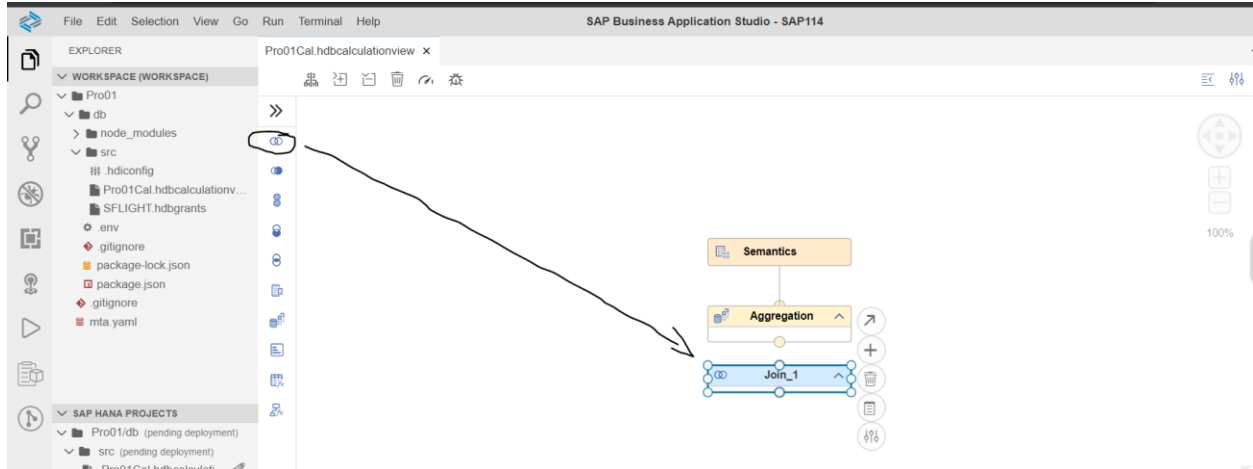 File Edit Selection View Go Run Terminal Help SAP Business Application Studio - SAP114
EXPLORER
WORKSPACE (WORKSPACE)
Pro01
db
node_modules
src
.hdiconfig
Pro01Cal.hdbcalculationv...
SFLIGHT.hdbgrants
.env
.gitignore
package-lock.json
package.json
.gitignore
mta.yaml
SAP HANA PROJECTS
Pro01/db (pending deployment)
src (pending deployment)
Pro01Cal.hdbcalculati
Pro01Cal.hdbcalculationview
Semantics
Aggregation
Join_1
100%